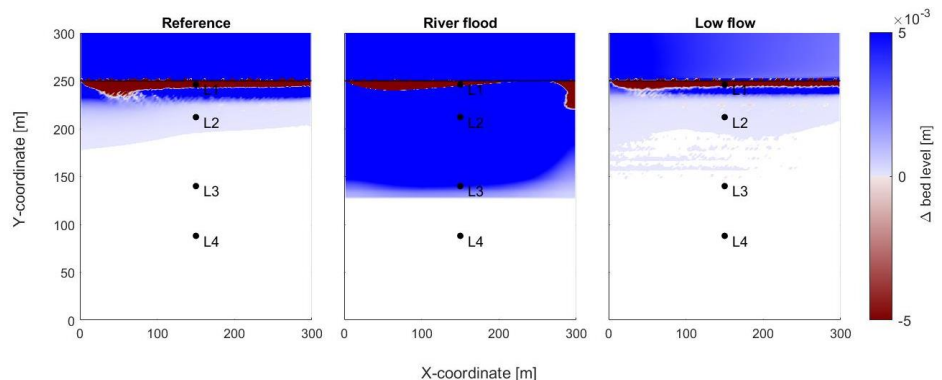 Reference
River flood
Low flow
×10⁻³
300
250
200
150
100
50
0
Y-coordinate [m]
L1
L2
L3
L4
0
100
200
300
L1
L2
L3
L4
0
100
200
300
L1
L2
L3
L4
0
100
200
300
5
0
-5
Δ bed level [m]
X-coordinate [m]